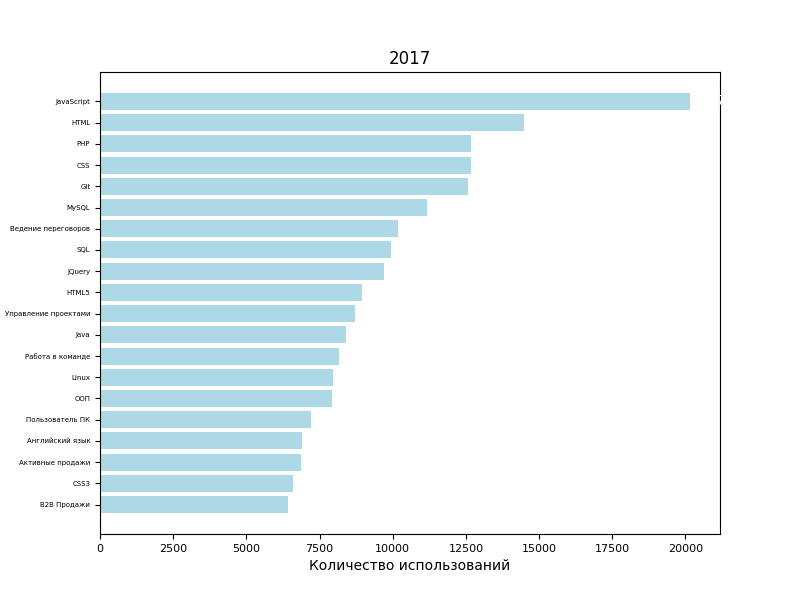 2017
JavaScript
HTML
PHP
CSS
Git
MySQL
Ведение переговоров
SQL
jQuery
HTML5
Управление проектами
Java
Работа в команде
Linux
ООП
Пользователь ПК
Английский язык
Активные продажи
CSS3
B2B Продажи
0 2500 5000 7500 10000 12500 15000 17500 20000
Количество использований